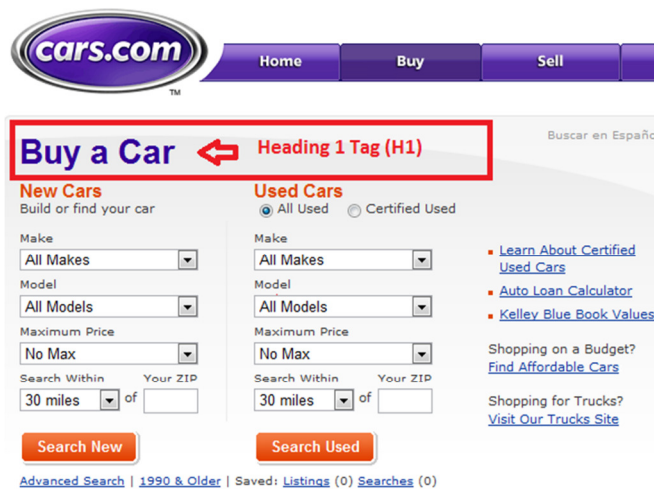 cars.com
TM
Home Buy Sell
Buscar en Españo
Buy a Car Heading 1 Tag (H1)
New Cars
Build or find your car
Make
All Makes
Model
All Models
Maximum Price
No Max
Search Within Your ZIP
30 miles of
Search New
Used Cars
All Used Certified Used
Make
All Makes
Model
All Models
Maximum Price
No Max
Search Within Your ZIP
30 miles of
Search Used
Learn About Certified
Used Cars
Auto Loan Calculator
Kelley Blue Book Values
Shopping on a Budget?
Find Affordable Cars
Shopping for Trucks?
Visit Our Trucks Site
Advanced Search | 1990 & Older | Saved: Listings (0) Searches (0)